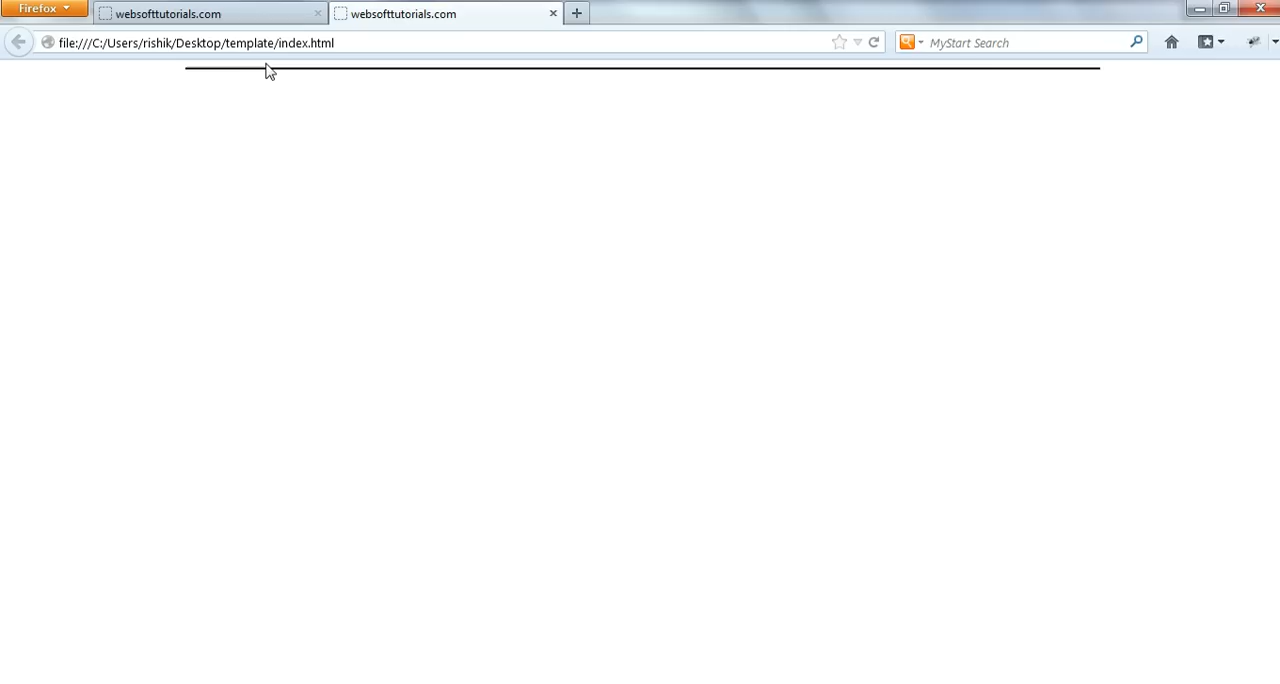 Firefox
websofttutorials.com
websofttutorials.com
file:///C:/Users/rishik/Desktop/template/index.html
MyStart Search